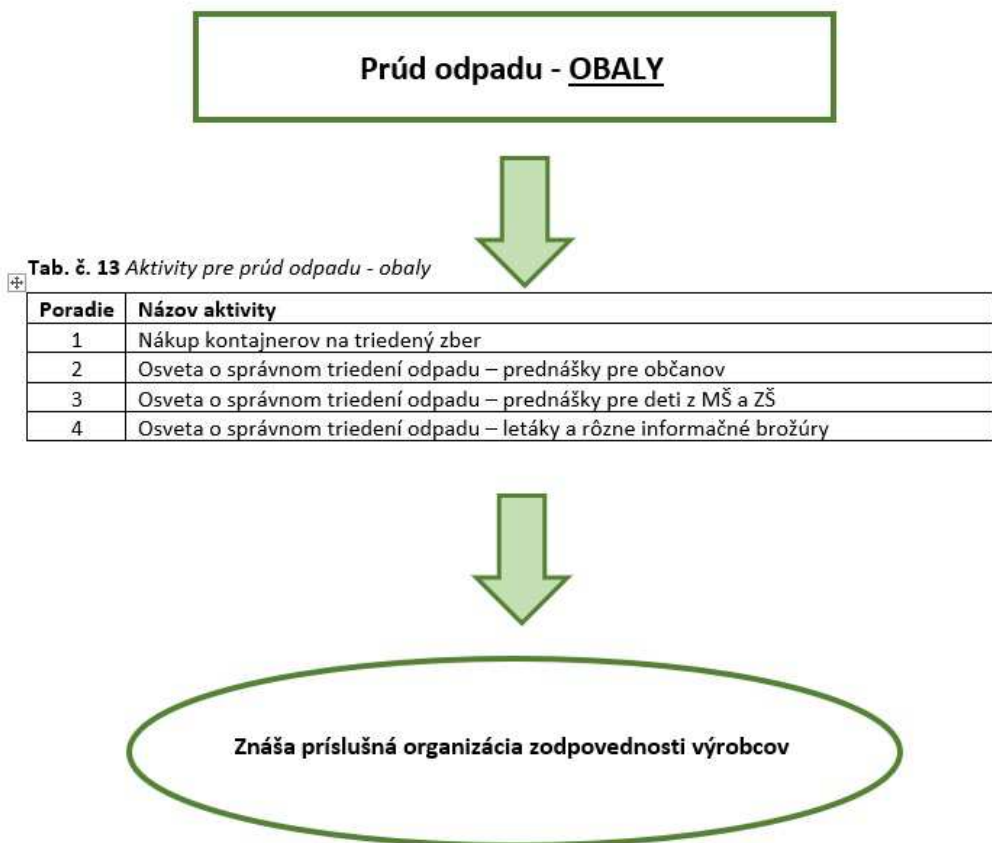 Prúd odpadu - OBALY
Tab. č. 13 Aktivity pre prúd odpadu - obaly
Poradie Názov aktivity
1 Nákup kontajnerov na triedený zber
2 Osveta o správnom triedení odpadu – prednášky pre občanov
3 Osveta o správnom triedení odpadu – prednášky pre deti z MŠ a ZŠ
4 Osveta o správnom triedení odpadu – letáky a rôzne informačné brožúry
Znáša príslušná organizácia zodpovednosti výrobcov